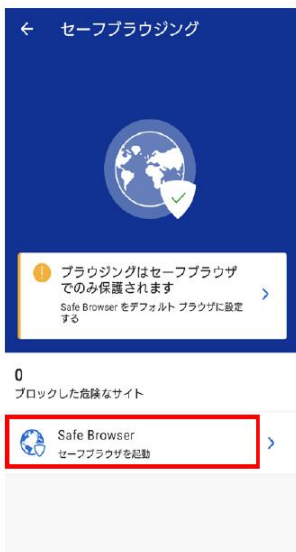 セーフブラウジング
ブラウジングはセーフブラウザ
でのみ保護されます
Safe Browser をデフォルト ブラウザに設定
する
0
ブロックした危険なサイト
Safe Browser
セーフブラウザを起動